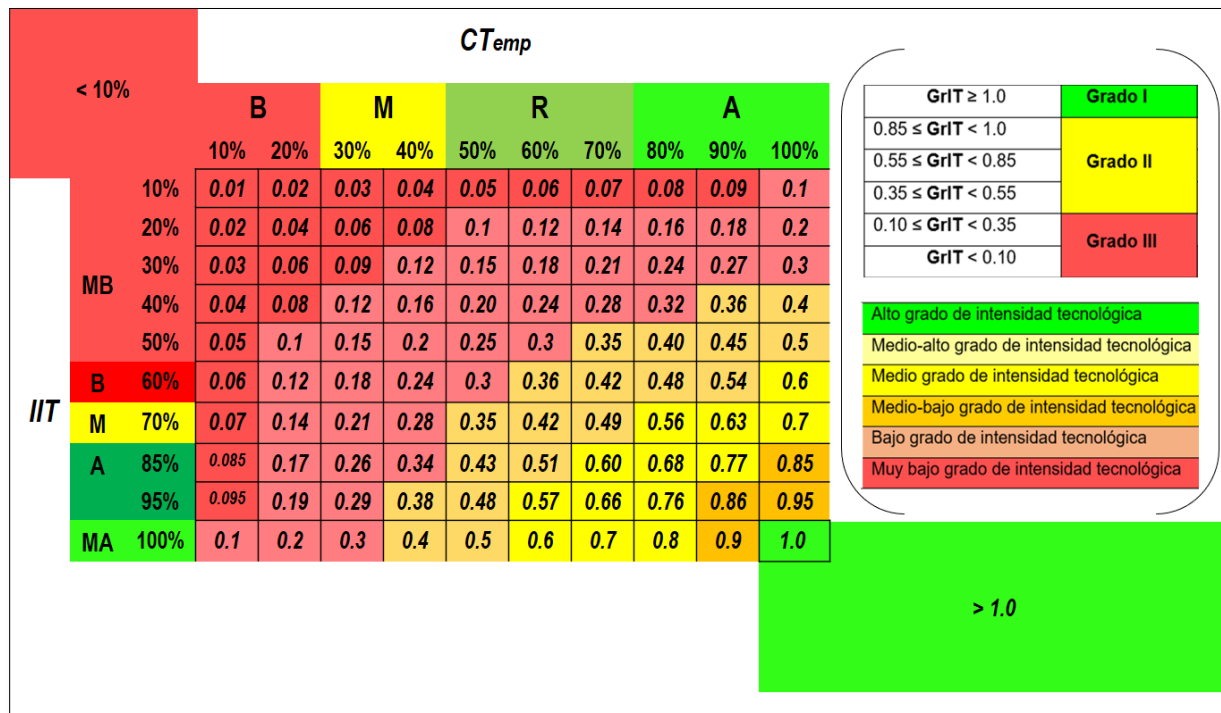 CTemp
< 10%
B M R A
10% 20% 30% 40% 50% 60% 70% 80% 90% 100%
IIT
MB
10% 0.01 0.02 0.03 0.04 0.05 0.06 0.07 0.08 0.09 0.1
20% 0.02 0.04 0.06 0.08 0.1 0.12 0.14 0.16 0.18 0.2
30% 0.03 0.06 0.09 0.12 0.15 0.18 0.21 0.24 0.27 0.3
40% 0.04 0.08 0.12 0.16 0.20 0.24 0.28 0.32 0.36 0.4
50% 0.05 0.1 0.15 0.2 0.25 0.3 0.35 0.40 0.45 0.5
B 60% 0.06 0.12 0.18 0.24 0.3 0.36 0.42 0.48 0.54 0.6
M 70% 0.07 0.14 0.21 0.28 0.35 0.42 0.49 0.56 0.63 0.7
A
85% 0.085 0.17 0.26 0.34 0.43 0.51 0.60 0.68 0.77 0.85
95% 0.095 0.19 0.29 0.38 0.48 0.57 0.66 0.76 0.86 0.95
MA 100% 0.1 0.2 0.3 0.4 0.5 0.6 0.7 0.8 0.9 1.0
> 1.0
GrIT ≥ 1.0 Grado I
0.85 ≤ GrIT < 1.0
0.55 ≤ GrIT < 0.85 Grado II
0.35 ≤ GrIT < 0.55
0.10 ≤ GrIT < 0.35
Grado III
GrIT < 0.10
Alto grado de intensidad tecnológica
Medio-alto grado de intensidad tecnológica
Medio grado de intensidad tecnológica
Medio-bajo grado de intensidad tecnológica
Bajo grado de intensidad tecnológica
Muy bajo grado de intensidad tecnológica